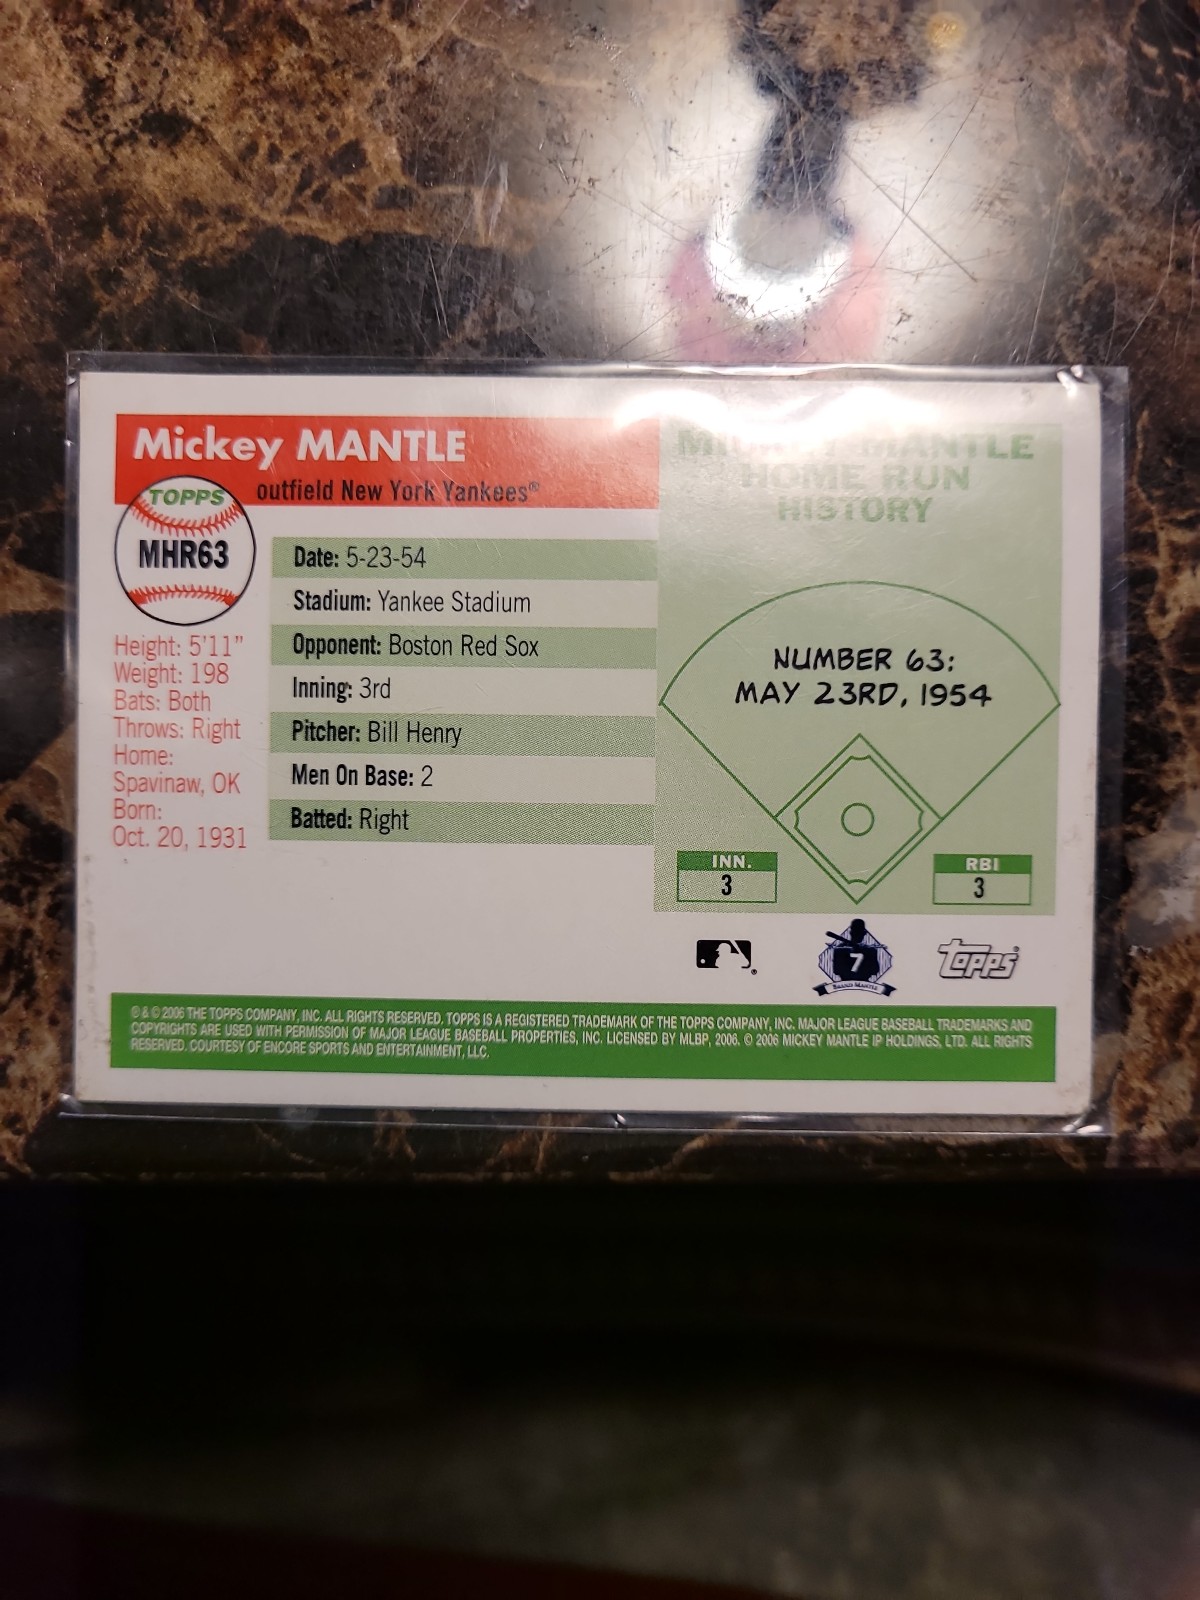 Mickey MANTLE
outfield New York Yankees®
TOPPS
MHR63
Height: 5'11"
Weight: 198
Bats: Both
Throws: Right
Home:
Spavinaw, OK
Born:
Oct. 20, 1931
Date: 5-23-54
Stadium: Yankee Stadium
Opponent: Boston Red Sox
Inning: 3rd
Pitcher: Bill Henry
Men On Base: 2
Batted: Right
MICKEY MANTLE
HOME RUN
HISTORY
NUMBER 63:
MAY 23RD, 1954
INN.
3
RBI
3
7
BRAND MANTLE
Topps®
® & © 2006 THE TOPPS COMPANY, INC. ALL RIGHTS RESERVED. TOPPS IS A REGISTERED TRADEMARK OF THE TOPPS COMPANY, INC. MAJOR LEAGUE BASEBALL TRADEMARKS AND
COPYRIGHTS ARE USED WITH PERMISSION OF MAJOR LEAGUE BASEBALL PROPERTIES, INC. LICENSED BY MLBP, 2006. © 2006 MICKEY MANTLE IP HOLDINGS, LTD. ALL RIGHTS
RESERVED. COURTESY OF ENCORE SPORTS AND ENTERTAINMENT, LLC.